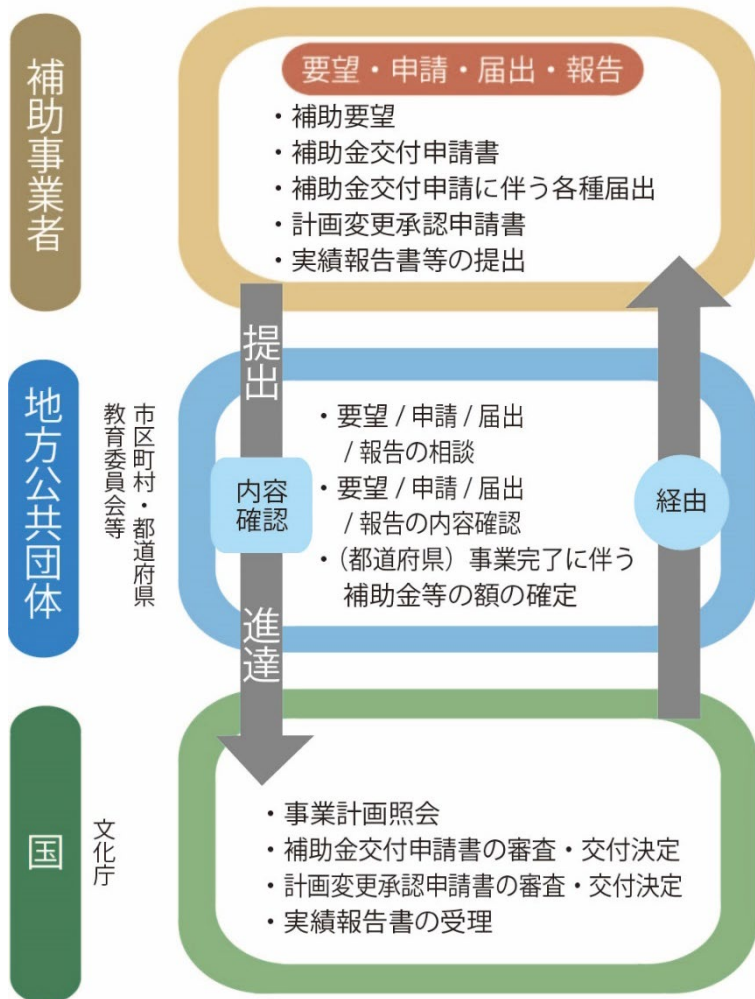 補助事業者
要望・申請・届出・報告
・補助要望
・補助金交付申請書
・補助金交付申請に伴う各種届出
・計画変更承認申請書
・実績報告書等の提出
提出
地方公共団体
市区町村・都道府県
教育委員会等
内容
確認
・要望 / 申請 / 届出
/ 報告の相談
・要望 / 申請 / 届出
/ 報告の内容確認
・(都道府県）事業完了に伴う
補助金等の額の確定
経由
進達
国
文化庁
・事業計画照会
・補助金交付申請書の審査・交付決定
・計画変更承認申請書の審査・交付決定
・実績報告書の受理